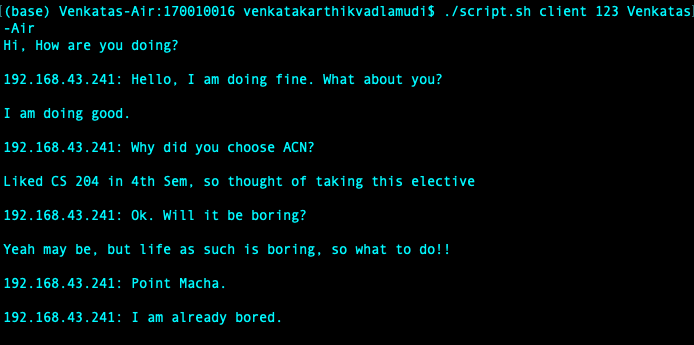 [(base) Venkatas-Air:170010016 venkatakarthikvadlamudi$ ./script.sh client 123 Venkatas]
-Air
Hi, How are you doing?
192.168.43.241: Hello, I am doing fine. What about you?
I am doing good.
192.168.43.241: Why did you choose ACN?
Liked CS 204 in 4th Sem, so thought of taking this elective
192.168.43.241: Ok. Will it be boring?
Yeah may be, but life as such is boring, so what to do!!
192.168.43.241: Point Macha.
192.168.43.241: I am already bored.